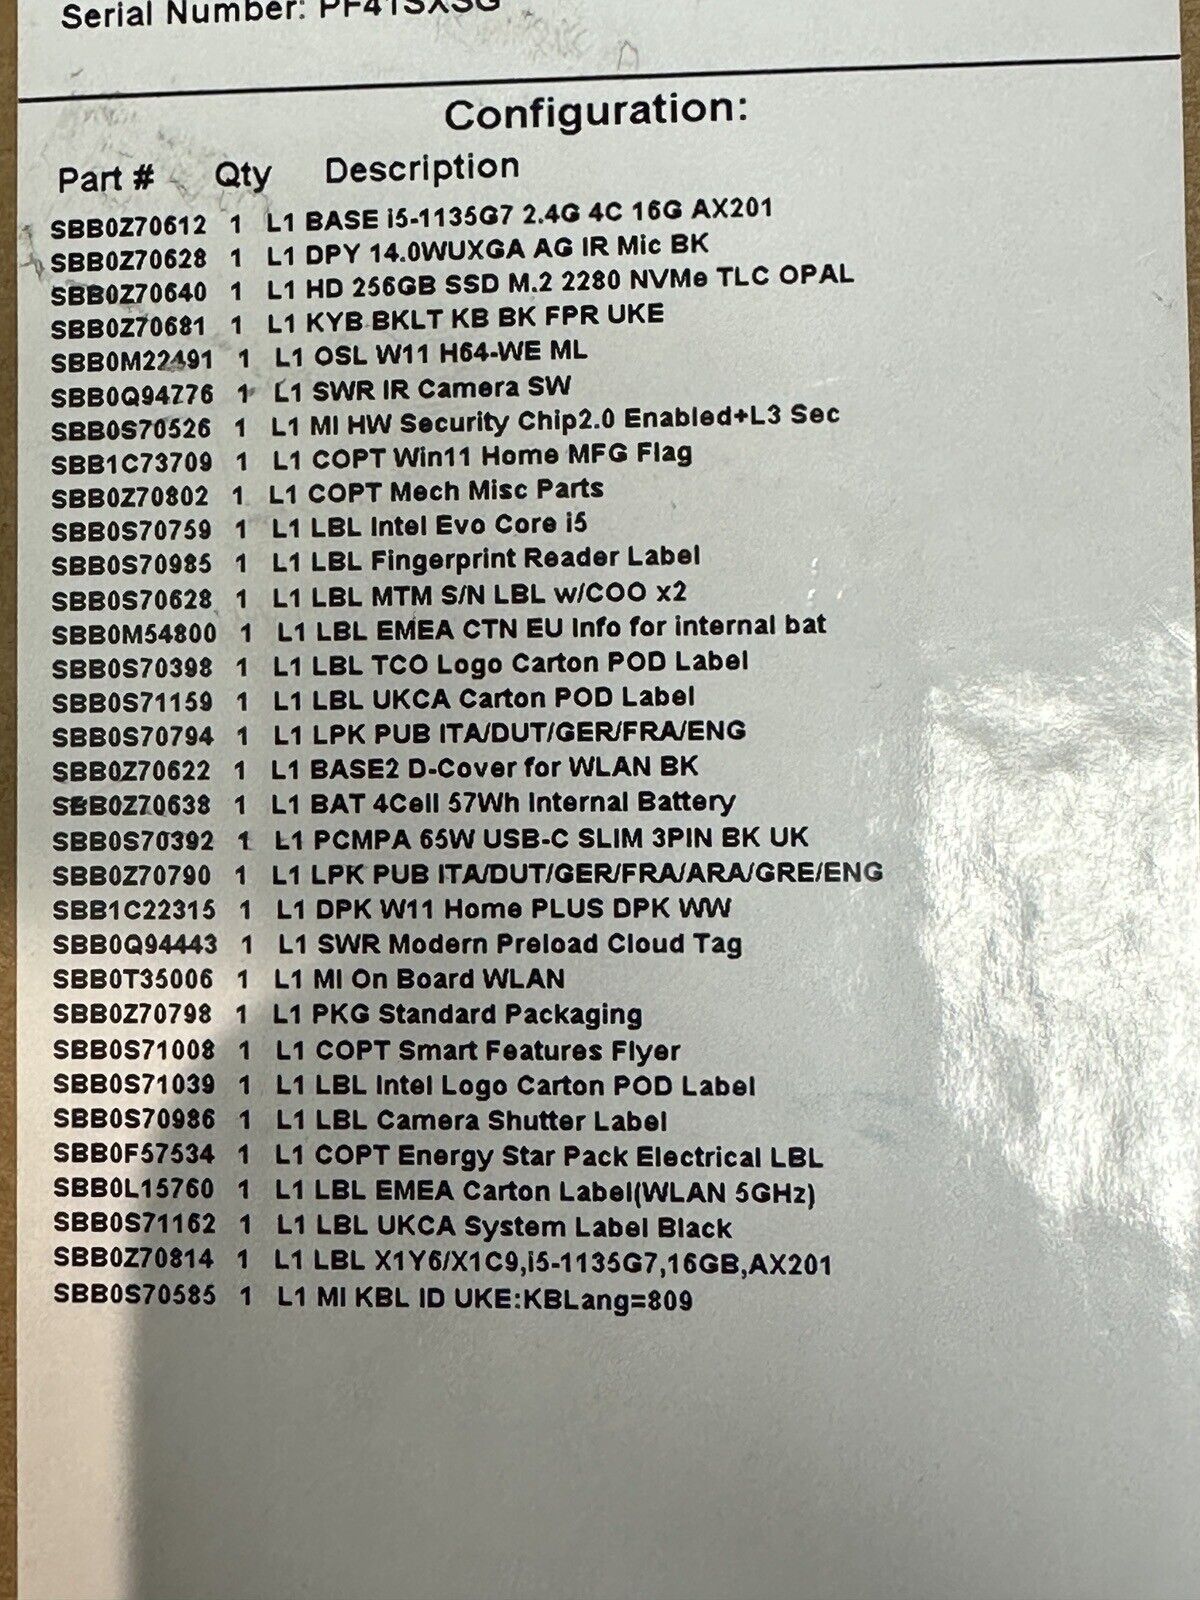 Serial Number: PF41SXSG
Configuration:
Part # Qty Description
SBB0Z70612 1 L1 BASE i5-1135G7 2.4G 4C 16G AX201
SBB0Z70628 1 L1 DPY 14.0WUXGA AG IR Mic BK
SBB0Z70640 1 L1 HD 256GB SSD M.2 2280 NVMe TLC OPAL
SBB0Z70681 1 L1 KYB BKLT KB BK FPR UKE
SBB0M22491 1 L1 OSL W11 H64-WE ML
SBB0Q94776 1 L1 SWR IR Camera SW
SBB0S70526 1 L1 MI HW Security Chip2.0 Enabled+L3 Sec
SBB1C73709 1 L1 COPT Win11 Home MFG Flag
SBB0Z70802 1 L1 COPT Mech Misc Parts
SBB0S70759 1 L1 LBL Intel Evo Core i5
SBB0S70985 1 L1 LBL Fingerprint Reader Label
SBB0S70628 1 L1 LBL MTM S/N LBL w/COO x2
SBB0M54800 1 L1 LBL EMEA CTN EU Info for internal bat
SBB0S70398 1 L1 LBL TCO Logo Carton POD Label
SBB0S71159 1 L1 LBL UKCA Carton POD Label
SBB0S70794 1 L1 LPK PUB ITA/DUT/GER/FRA/ENG
SBB0Z70622 1 L1 BASE2 D-Cover for WLAN BK
SBB0Z70638 1 L1 BAT 4Cell 57Wh Internal Battery
SBB0S70392 1 L1 PCMPA 65W USB-C SLIM 3PIN BK UK
SBB0Z70790 1 L1 LPK PUB ITA/DUT/GER/FRA/ARA/GRE/ENG
SBB1C22315 1 L1 DPK W11 Home PLUS DPK WW
SBB0Q94443 1 L1 SWR Modern Preload Cloud Tag
SBB0T35006 1 L1 MI On Board WLAN
SBB0Z70798 1 L1 PKG Standard Packaging
SBB0S71008 1 L1 COPT Smart Features Flyer
SBB0S71039 1 L1 LBL Intel Logo Carton POD Label
SBB0S70986 1 L1 LBL Camera Shutter Label
SBB0F57534 1 L1 COPT Energy Star Pack Electrical LBL
SBB0L15760 1 L1 LBL EMEA Carton Label(WLAN 5GHz)
SBB0S71162 1 L1 LBL UKCA System Label Black
SBB0Z70814 1 L1 LBL X1Y6/X1C9,i5-1135G7,16GB,AX201
SBB0S70585 1 L1 MI KBL ID UKE:KBLang=809